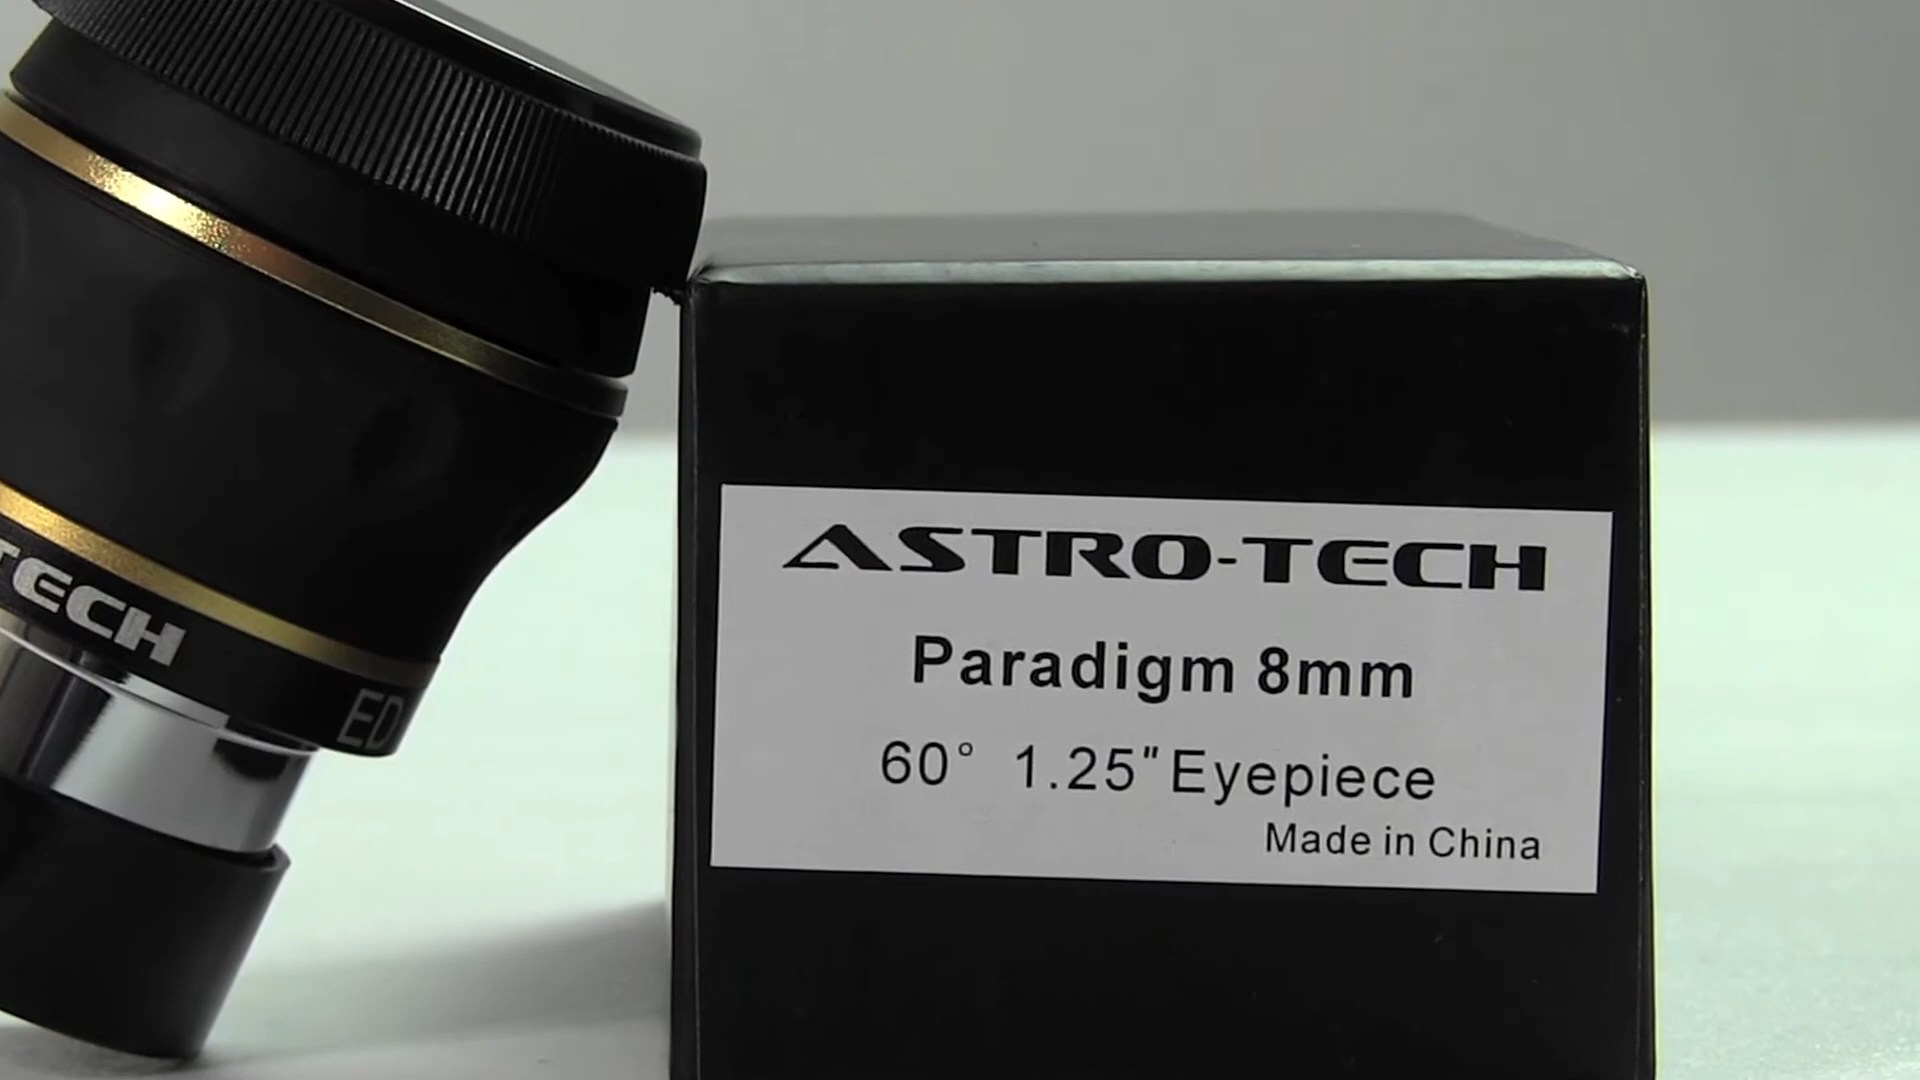 ASTRO-TECH
Paradigm 8mm
60° 1.25" Eyepiece
Made in China
TECH
ED